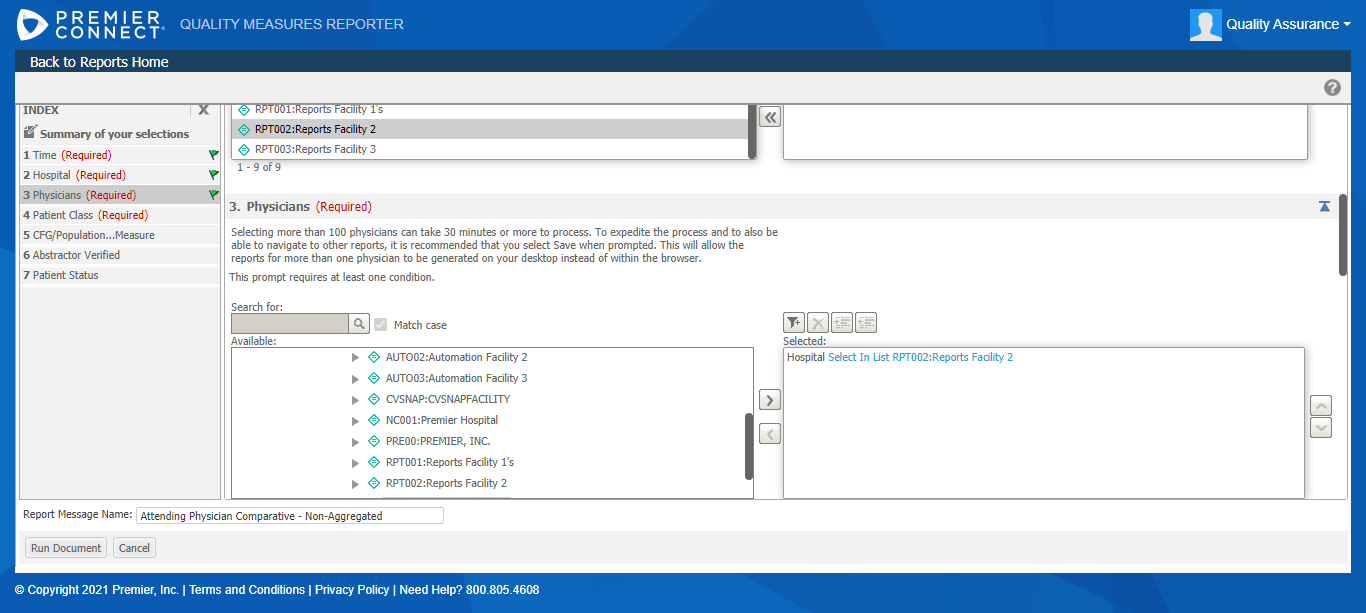 PREMIER
CONNECT®
QUALITY MEASURES REPORTER
Quality Assurance
Back to Reports Home
INDEX
Summary of your selections
1 Time (Required)
2 Hospital (Required)
3 Physicians (Required)
4 Patient Class (Required)
5 CFG/Population...Measure
6 Abstractor Verified
7 Patient Status
RPT001:Reports Facility 1's
RPT002:Reports Facility 2
RPT003:Reports Facility 3
1 - 9 of 9
3. Physicians (Required)
Selecting more than 100 physicians can take 30 minutes or more to process. To expedite the process and to also be
able to navigate to other reports, it is recommended that you select Save when prompted. This will allow the
reports for more than one physician to be generated on your desktop instead of within the browser.
This prompt requires at least one condition.
Search for:
Match case
Available:
AUTO02:Automation Facility 2
AUTO03:Automation Facility 3
CVSNAP:CVSNAPFACILITY
NC001:Premier Hospital
PRE00:PREMIER, INC.
RPT001:Reports Facility 1's
RPT002:Reports Facility 2
Selected:
Hospital Select In List RPT002:Reports Facility 2
Report Message Name: Attending Physician Comparative - Non-Aggregated
Run Document
Cancel
© Copyright 2021 Premier, Inc. | Terms and Conditions | Privacy Policy | Need Help? 800.805.4608